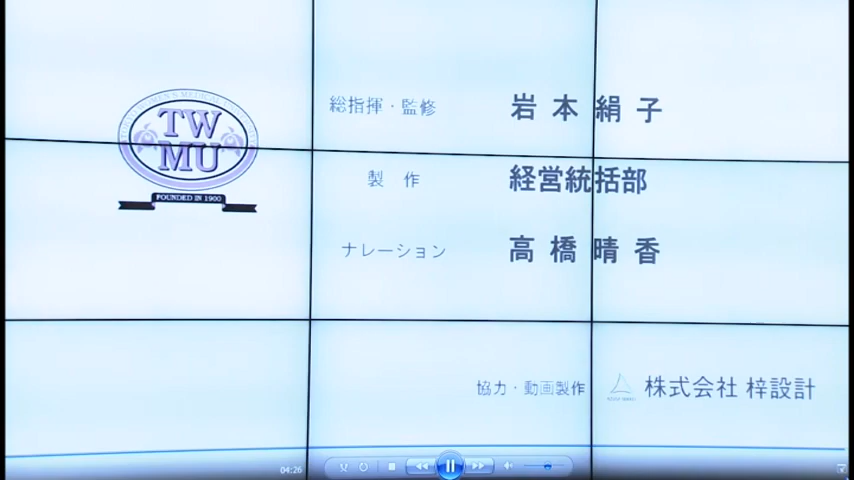 TW
MU
FOUNDED IN 1900
総指揮・監修 岩本絹子
製作 経営統括部
ナレーション 高橋晴香
協力・動画製作 株式会社 梓設計
04:26